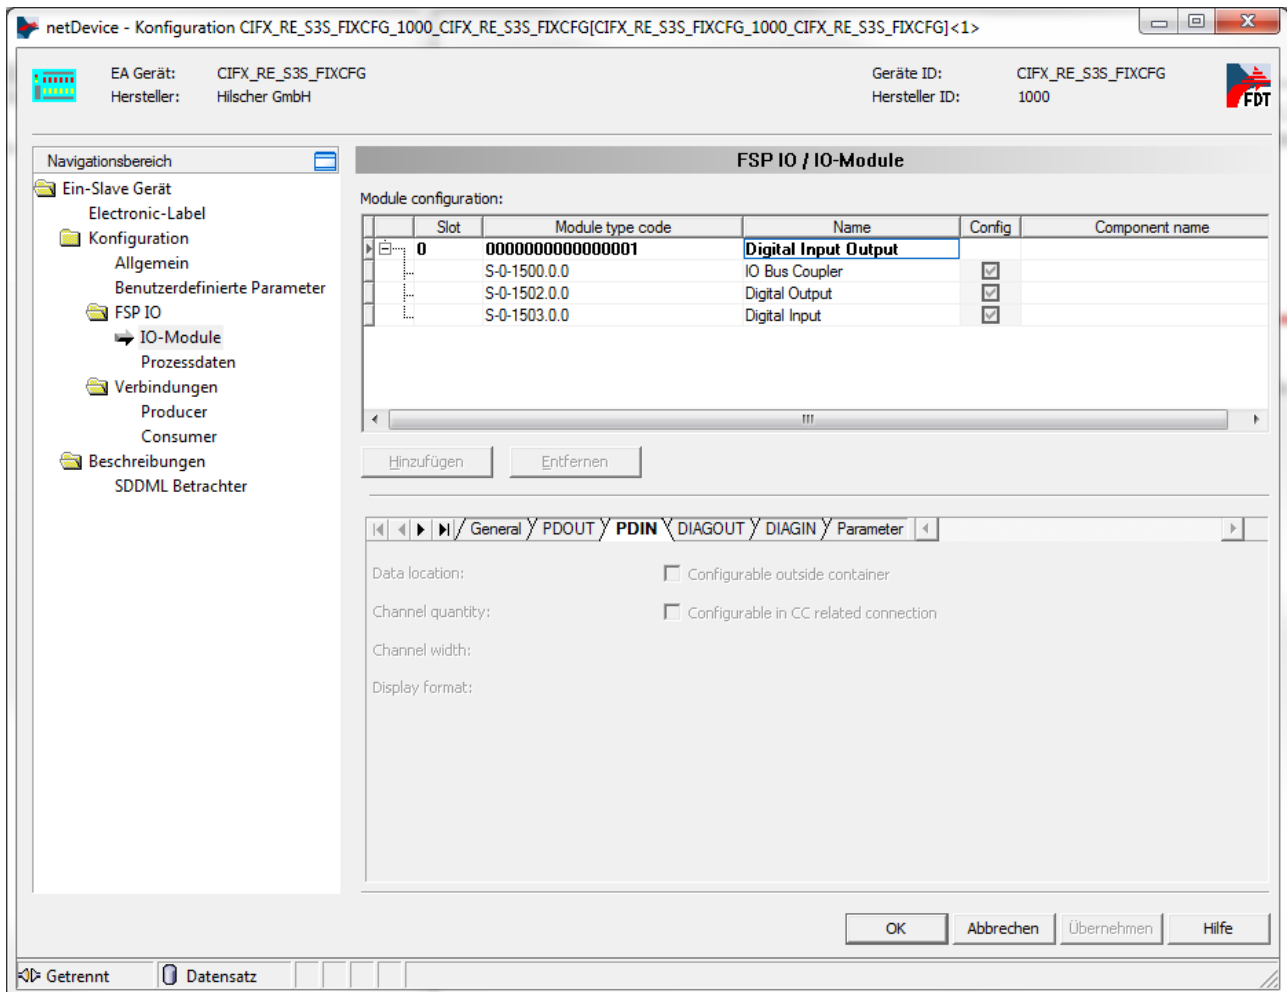 netDevice - Konfiguration CIFX_RE_S3S_FIXCFG_1000_CIFX_RE_S3S_FIXCFG[CIFX_RE_S3S_FIXCFG_1000_CIFX_RE_S3S_FIXCFG]<1>
EA Gerät: CIFX_RE_S3S_FIXCFG Geräte ID: CIFX_RE_S3S_FIXCFG
Hersteller: Hilscher GmbH Hersteller ID: 1000
FDT
Navigationsbereich
Ein-Slave Gerät
Electronic-Label
Konfiguration
Allgemein
Benutzerdefinierte Parameter
FSP IO
IO-Module
Prozessdaten
Verbindungen
Producer
Consumer
Beschreibungen
SDDML Betrachter
FSP IO / IO-Module
Module configuration:
Slot Module type code Name Config Component name
0 0000000000000001 Digital Input Output
S-0-1500.0.0 IO Bus Coupler
S-0-1502.0.0 Digital Output
S-0-1503.0.0 Digital Input
Hinzufügen Entfernen
General PDOUT PDIN DIAGOUT DIAGIN Parameter
Data location: Configurable outside container
Channel quantity: Configurable in CC related connection
Channel width:
Display format:
OK Abbrechen Übernehmen Hilfe
Getrennt Datensatz